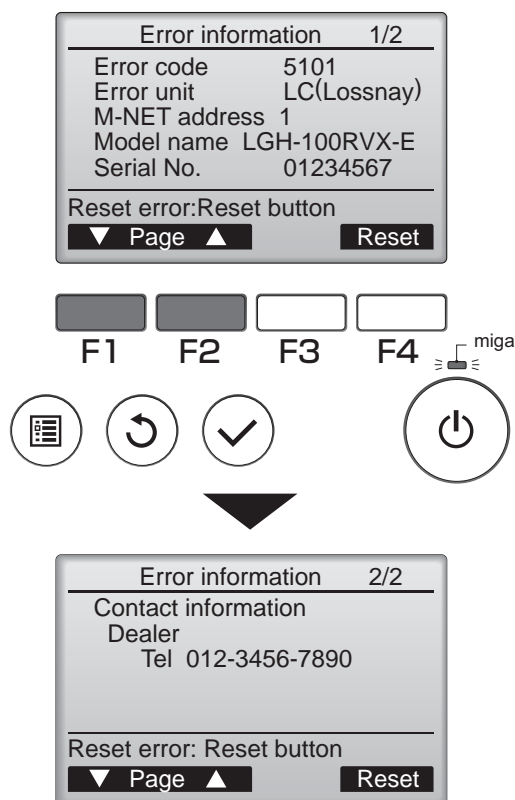 Error information 1/2
Error code 5101
Error unit LC(Lossnay)
M-NET address 1
Model name LGH-100RVX-E
Serial No. 01234567
Reset error:Reset button
▼ Page ▲ Reset
F1 F2 F3 F4
miga
Error information 2/2
Contact information
Dealer
Tel 012-3456-7890
Reset error: Reset button
▼ Page ▲ Reset